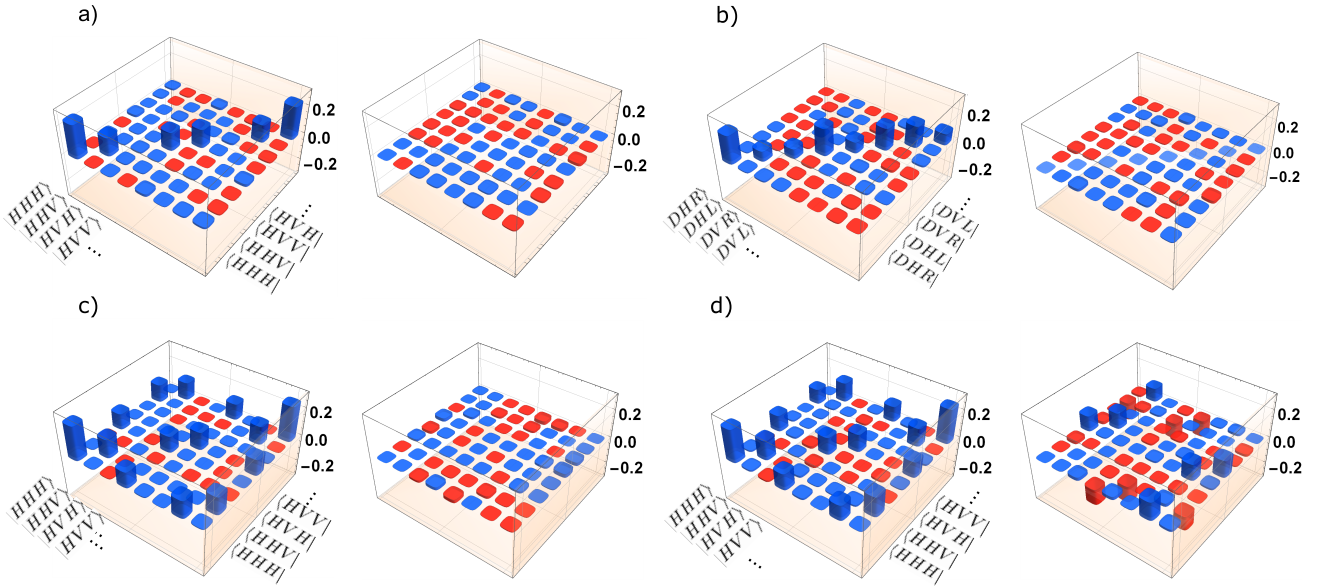 a)
0.2
0.0
−0.2
|HHH⟩
|HHV⟩
|HVH⟩
|HVV⟩
...
...
⟨HVH|
⟨HVV|
⟨HHV|
⟨HHH|
0.2
0.0
−0.2
b)
0.2
0.0
−0.2
|DHR⟩
|DHL⟩
|DVR⟩
|DVL⟩
...
...
⟨DVL|
⟨DVR|
⟨DHL|
⟨DHR|
0.2
0.0
−0.2
c)
0.2
0.0
−0.2
|HHH⟩
|HHV⟩
|HVH⟩
|HVV⟩
...
...
⟨HVV|
⟨HVH|
⟨HHV|
⟨HHH|
0.2
0.0
−0.2
d)
0.2
0.0
−0.2
|HHH⟩
|HHV⟩
|HVH⟩
|HVV⟩
...
...
⟨HVV|
⟨HVH|
⟨HHV|
⟨HHH|
0.2
0.0
−0.2